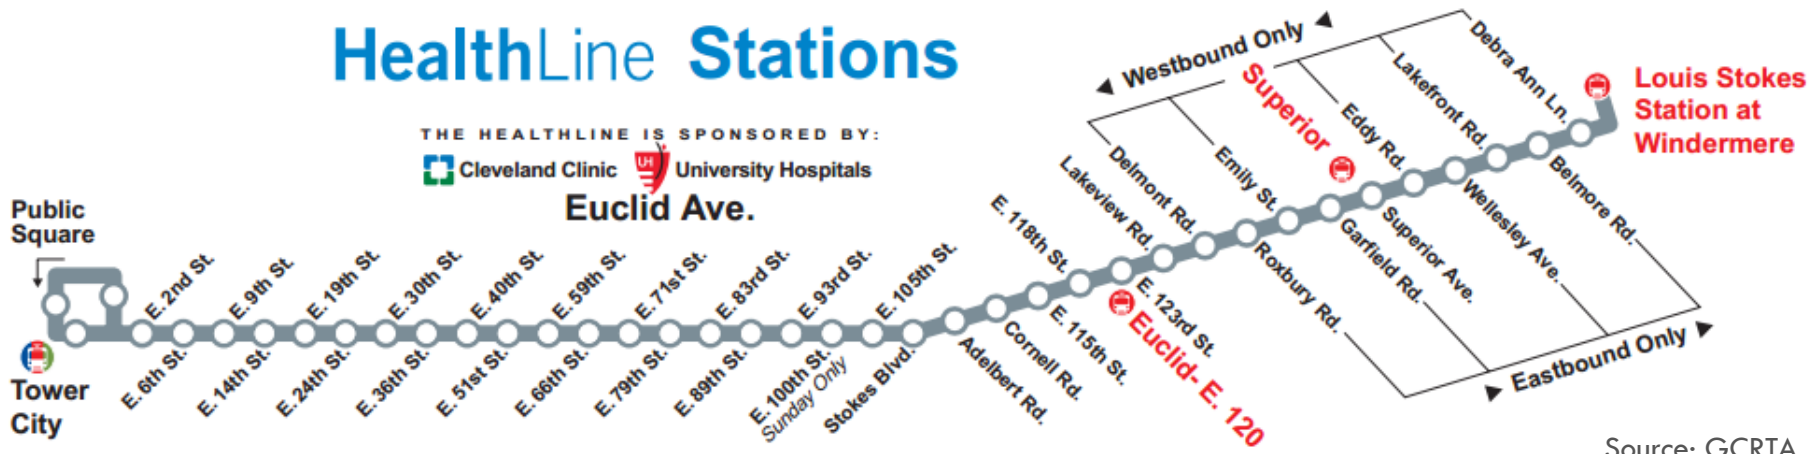 HealthLine Stations
THE HEALTHLINE IS SPONSORED BY:
Cleveland Clinic
UH
University Hospitals
Euclid Ave.
Public
Square
Tower
City
E. 2nd St.
E. 6th St.
E. 9th St.
E. 14th St.
E. 19th St.
E. 24th St.
E. 30th St.
E. 36th St.
E. 40th St.
E. 51st St.
E. 59th St.
E. 66th St.
E. 71st St.
E. 79th St.
E. 83rd St.
E. 89th St.
E. 93rd St.
E. 100th St.
Sunday Only
E. 105th St.
Stokes Blvd.
Adelbert Rd.
Cornell Rd.
E. 115th St.
E. 118th St.
E. 123rd St.
Euclid- E. 120
Lakeview Rd.
Delmont Rd.
Roxbury Rd.
Emily St.
Garfield Rd.
Superior
Superior Ave.
Eddy Rd.
Wellesley Ave.
Lakefront Rd.
Belmore Rd.
Debra Ann Ln.
Westbound Only
Eastbound Only
Louis Stokes
Station at
Windermere
Source: GCRTA